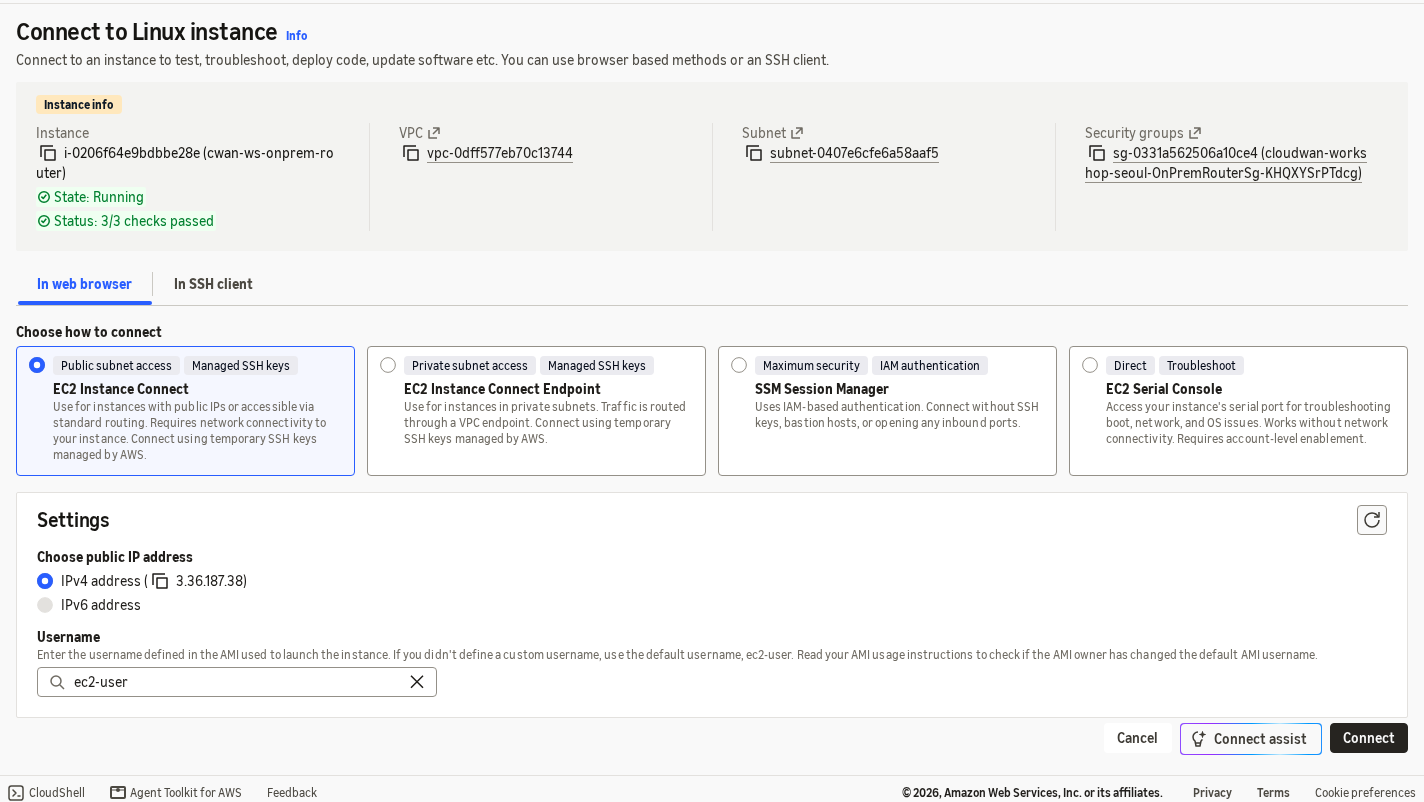 Connect to Linux instance Info
Connect to an instance to test, troubleshoot, deploy code, update software etc. You can use browser based methods or an SSH client.
Instance info
Instance
i-0206f64e9bdbbe28e (cwan-ws-onprem-ro
uter)
State: Running
Status: 3/3 checks passed
VPC
vpc-0dff577eb70c13744
Subnet
subnet-0407e6cfe6a58aaf5
Security groups
sg-0331a562506a10ce4 (cloudwan-works
hop-seoul-OnPremRouterSg-KHQXYSrPTdcg)
In web browser
In SSH client
Choose how to connect
Public subnet access Managed SSH keys
EC2 Instance Connect
Use for instances with public IPs or accessible via
standard routing. Requires network connectivity to
your instance. Connect using temporary SSH keys
managed by AWS.
Private subnet access Managed SSH keys
EC2 Instance Connect Endpoint
Use for instances in private subnets. Traffic is routed
through a VPC endpoint. Connect using temporary
SSH keys managed by AWS.
Maximum security IAM authentication
SSM Session Manager
Uses IAM-based authentication. Connect without SSH
keys, bastion hosts, or opening any inbound ports.
Direct Troubleshoot
EC2 Serial Console
Access your instance's serial port for troubleshooting
boot, network, and OS issues. Works without network
connectivity. Requires account-level enablement.
Settings
Choose public IP address
IPv4 address ( 3.36.187.38)
IPv6 address
Username
Enter the username defined in the AMI used to launch the instance. If you didn't define a custom username, use the default username, ec2-user. Read your AMI usage instructions to check if the AMI owner has changed the default AMI username.
ec2-user
Cancel
Connect assist
Connect
CloudShell
Agent Toolkit for AWS
Feedback
© 2026, Amazon Web Services, Inc. or its affiliates.
Privacy
Terms
Cookie preferences